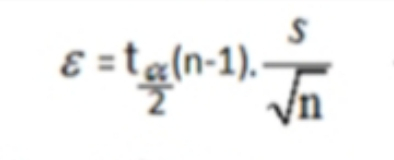 ε = t_{α/2}(n-1). s/√n